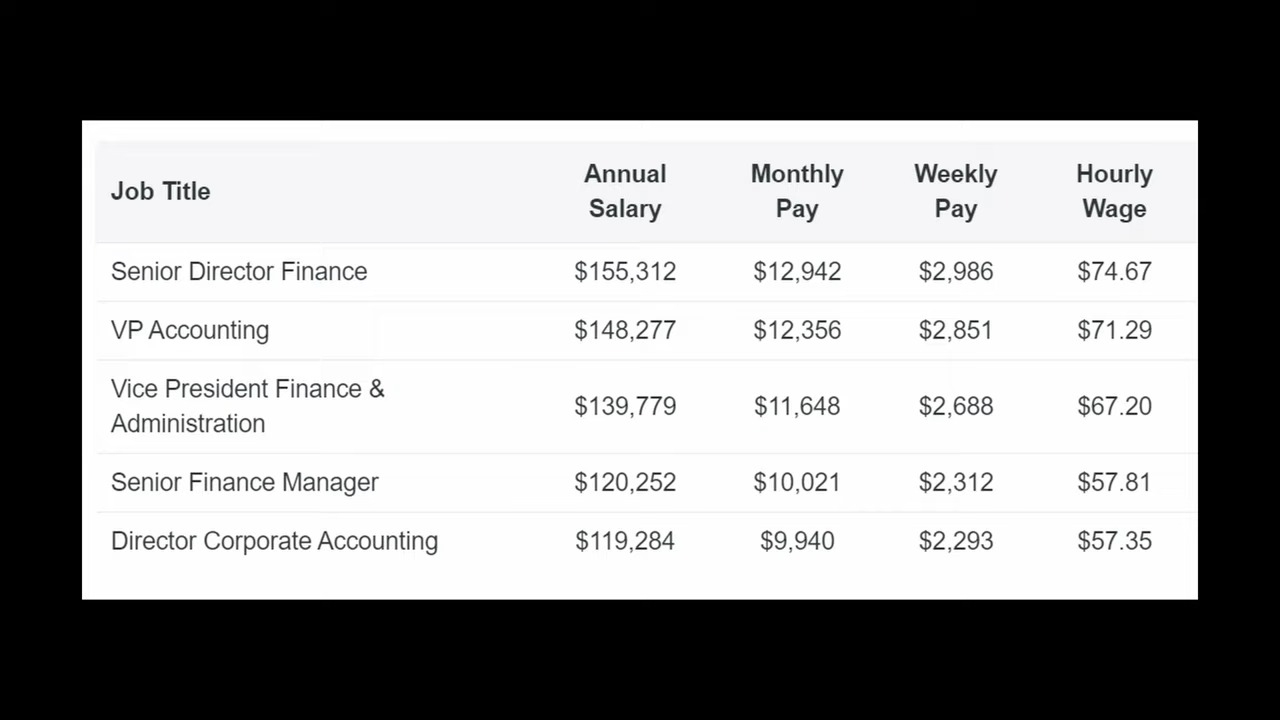 Job Title Annual Salary Monthly Pay Weekly Pay Hourly Wage
Senior Director Finance $155,312 $12,942 $2,986 $74.67
VP Accounting $148,277 $12,356 $2,851 $71.29
Vice President Finance & Administration $139,779 $11,648 $2,688 $67.20
Senior Finance Manager $120,252 $10,021 $2,312 $57.81
Director Corporate Accounting $119,284 $9,940 $2,293 $57.35